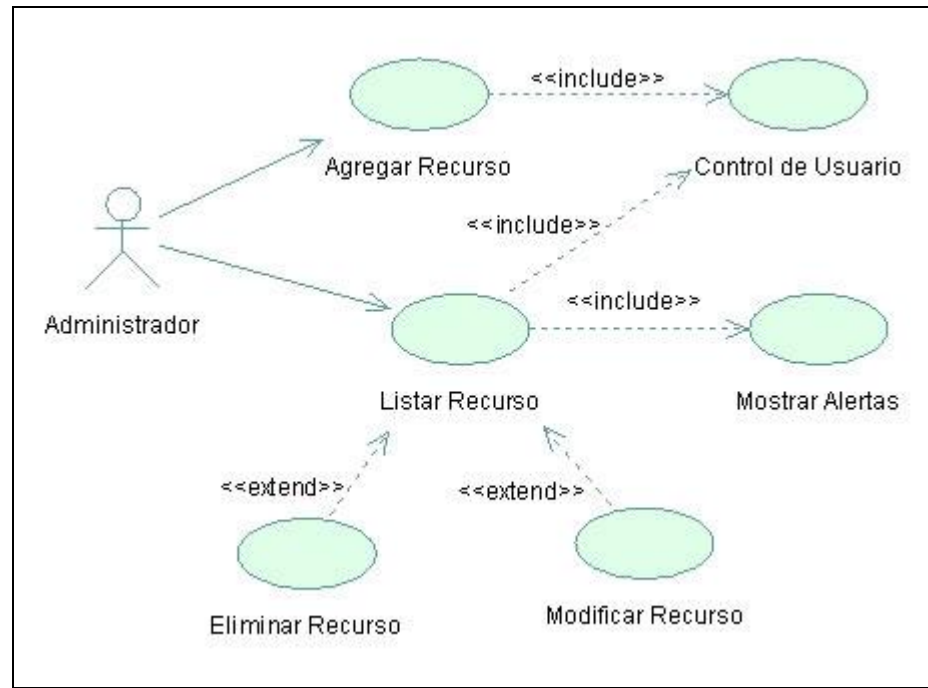 <<include>>
Agregar Recurso
Control de Usuario
<<include>>
Administrador
<<include>>
Listar Recurso
Mostrar Alertas
<<extend>>
<<extend>>
Eliminar Recurso
Modificar Recurso